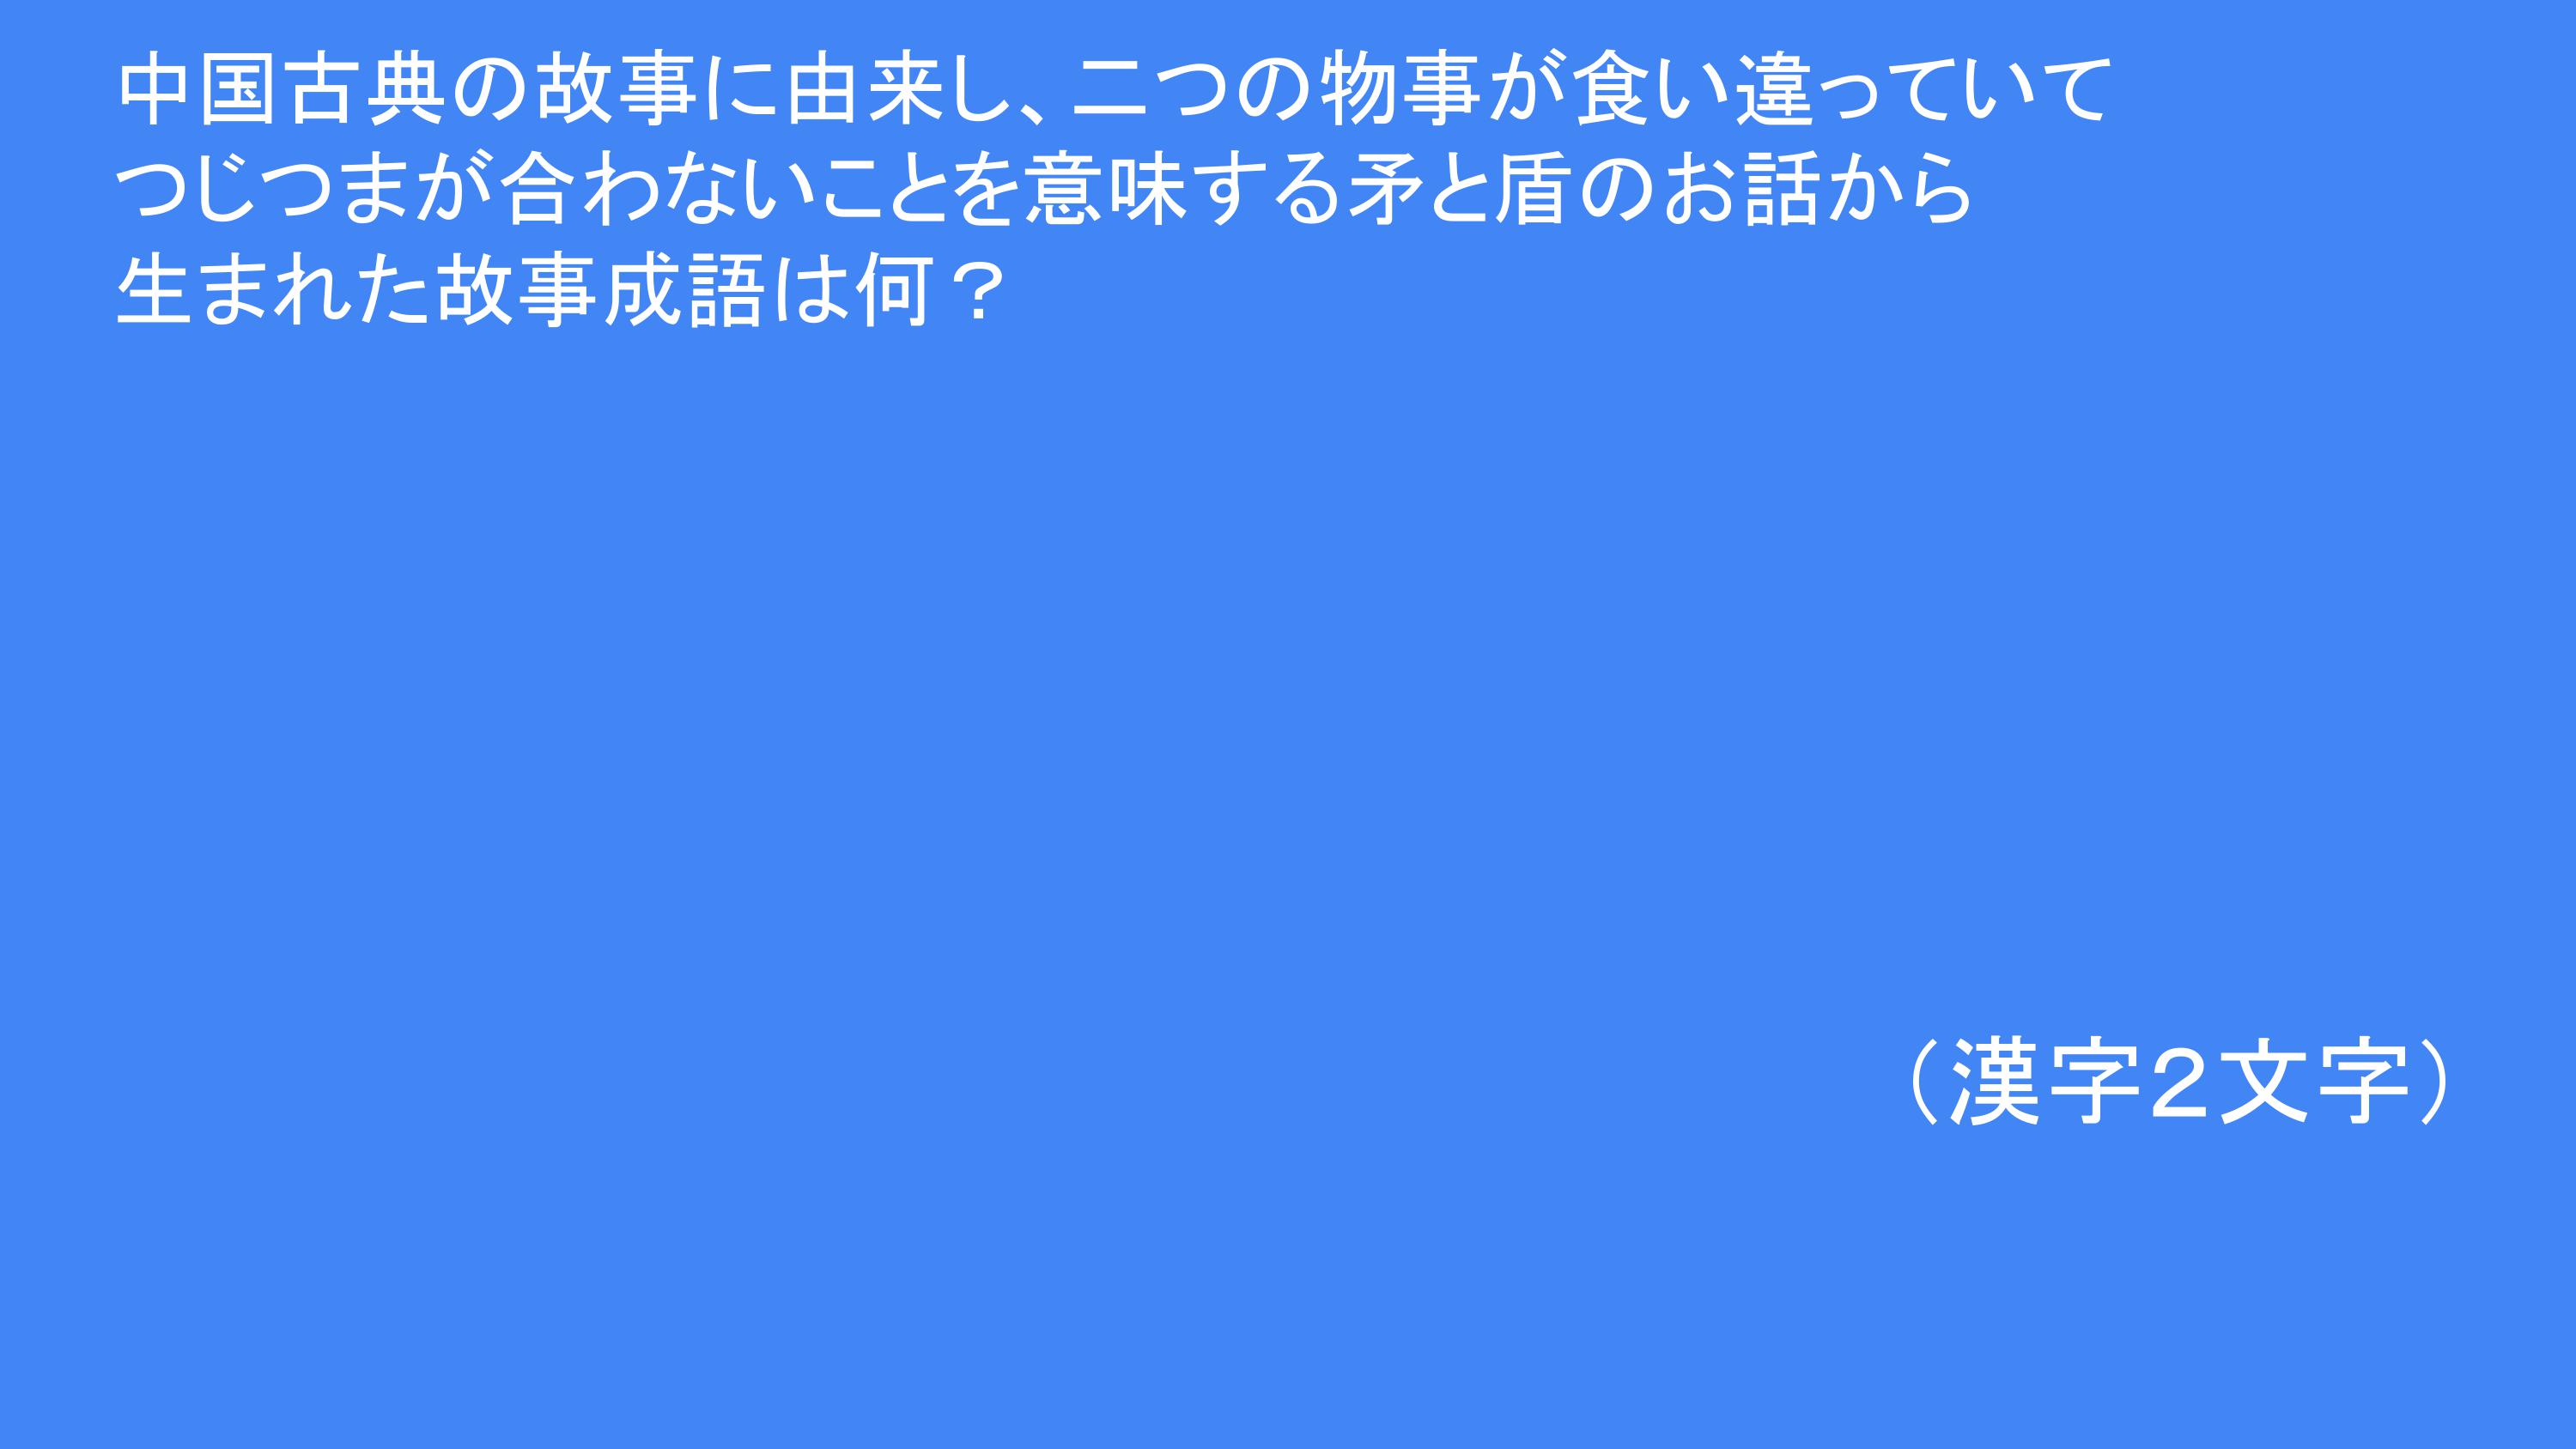 中国古典の故事に由来し、二つの物事が食い違っていて
つじつまが合わないことを意味する矛と盾のお話から
生まれた故事成語は何？
（漢字２文字）